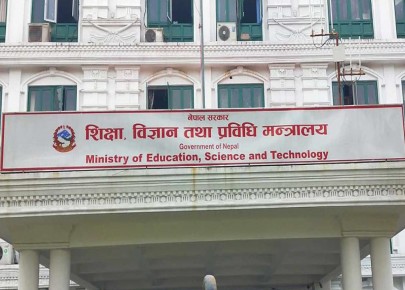 नेपाल सरकार
शिक्षा, विज्ञान तथा प्रविधि मन्त्रालय
Government of Nepal
Ministry of Education, Science and Technology